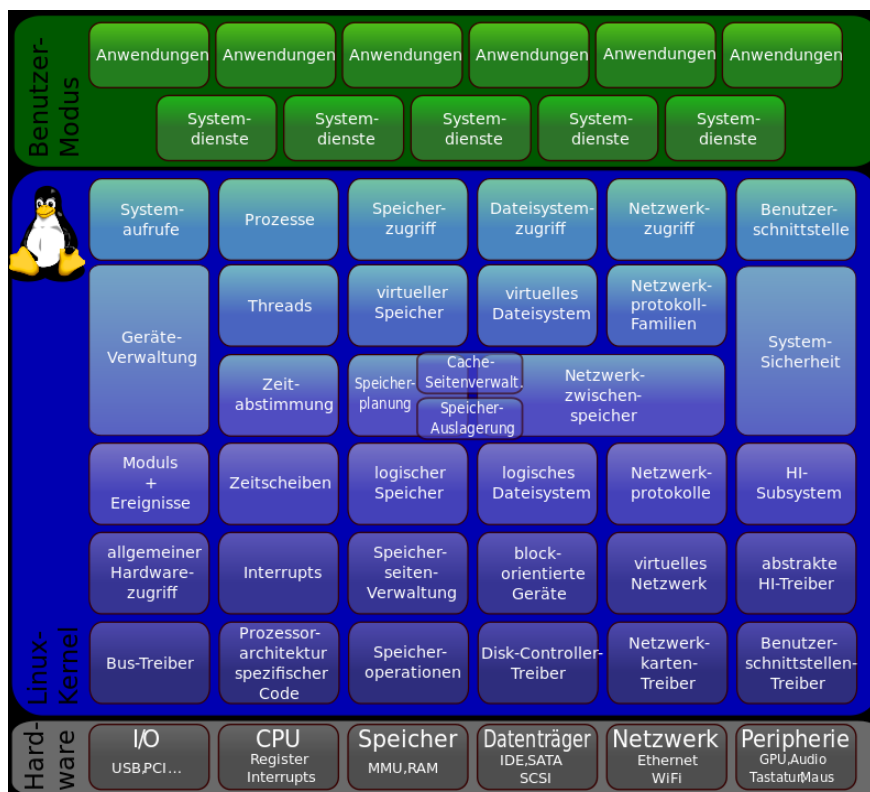 Benutzer-
Modus
Anwendungen
Anwendungen
Anwendungen
Anwendungen
Anwendungen
Anwendungen
System-
dienste
System-
dienste
System-
dienste
System-
dienste
System-
dienste
Linux-
Kernel
System-
aufrufe
Prozesse
Speicher-
zugriff
Dateisystem-
zugriff
Netzwerk-
zugriff
Benutzer-
schnittstelle
Geräte-
Verwaltung
Threads
virtueller
Speicher
virtuelles
Dateisystem
Netzwerk-
protokoll-
Familien
System-
Sicherheit
Zeit-
abstimmung
Speicher-
planung
Cache-
Seitenverwalt.
Speicher-
Auslagerung
Netzwerk-
zwischen-
speicher
Moduls
+
Ereignisse
Zeitscheiben
logischer
Speicher
logisches
Dateisystem
Netzwerk-
protokolle
HI-
Subsystem
allgemeiner
Hardware-
zugriff
Interrupts
Speicher-
seiten-
Verwaltung
block-
orientierte
Geräte
virtuelles
Netzwerk
abstrakte
HI-Treiber
Bus-Treiber
Prozessor-
architektur
spezifischer
Code
Speicher-
operationen
Disk-Controller-
Treiber
Netzwerk-
karten-
Treiber
Benutzer-
schnittstellen-
Treiber
Hard-
ware
I/O
USB,PCI...
CPU
Register
Interrupts
Speicher
MMU,RAM
Datenträger
IDE,SATA
SCSI
Netzwerk
Ethernet
WiFi
Peripherie
GPU,Audio
Tastatur,Maus